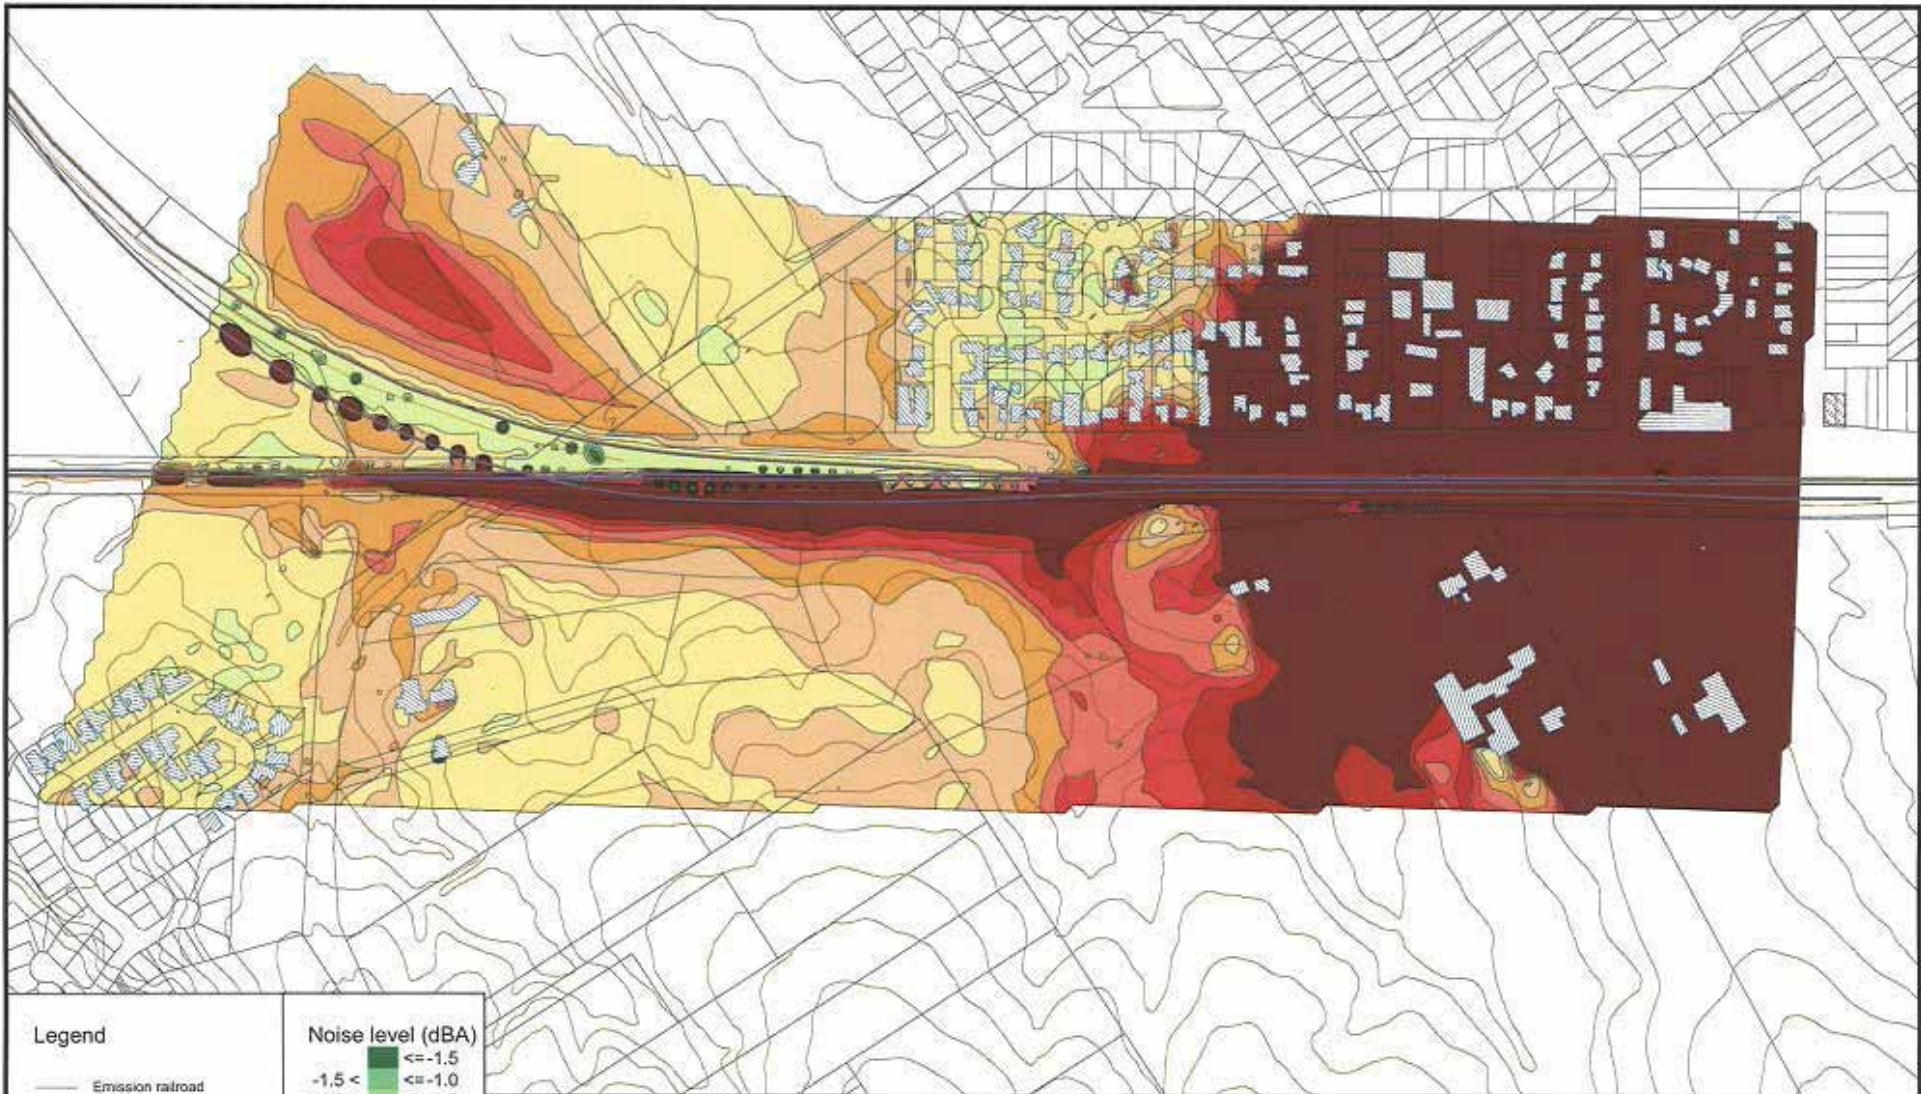 Legend
Emission railroad
Noise level (dBA)
<=-1.5
-1.5 < <=-1.0